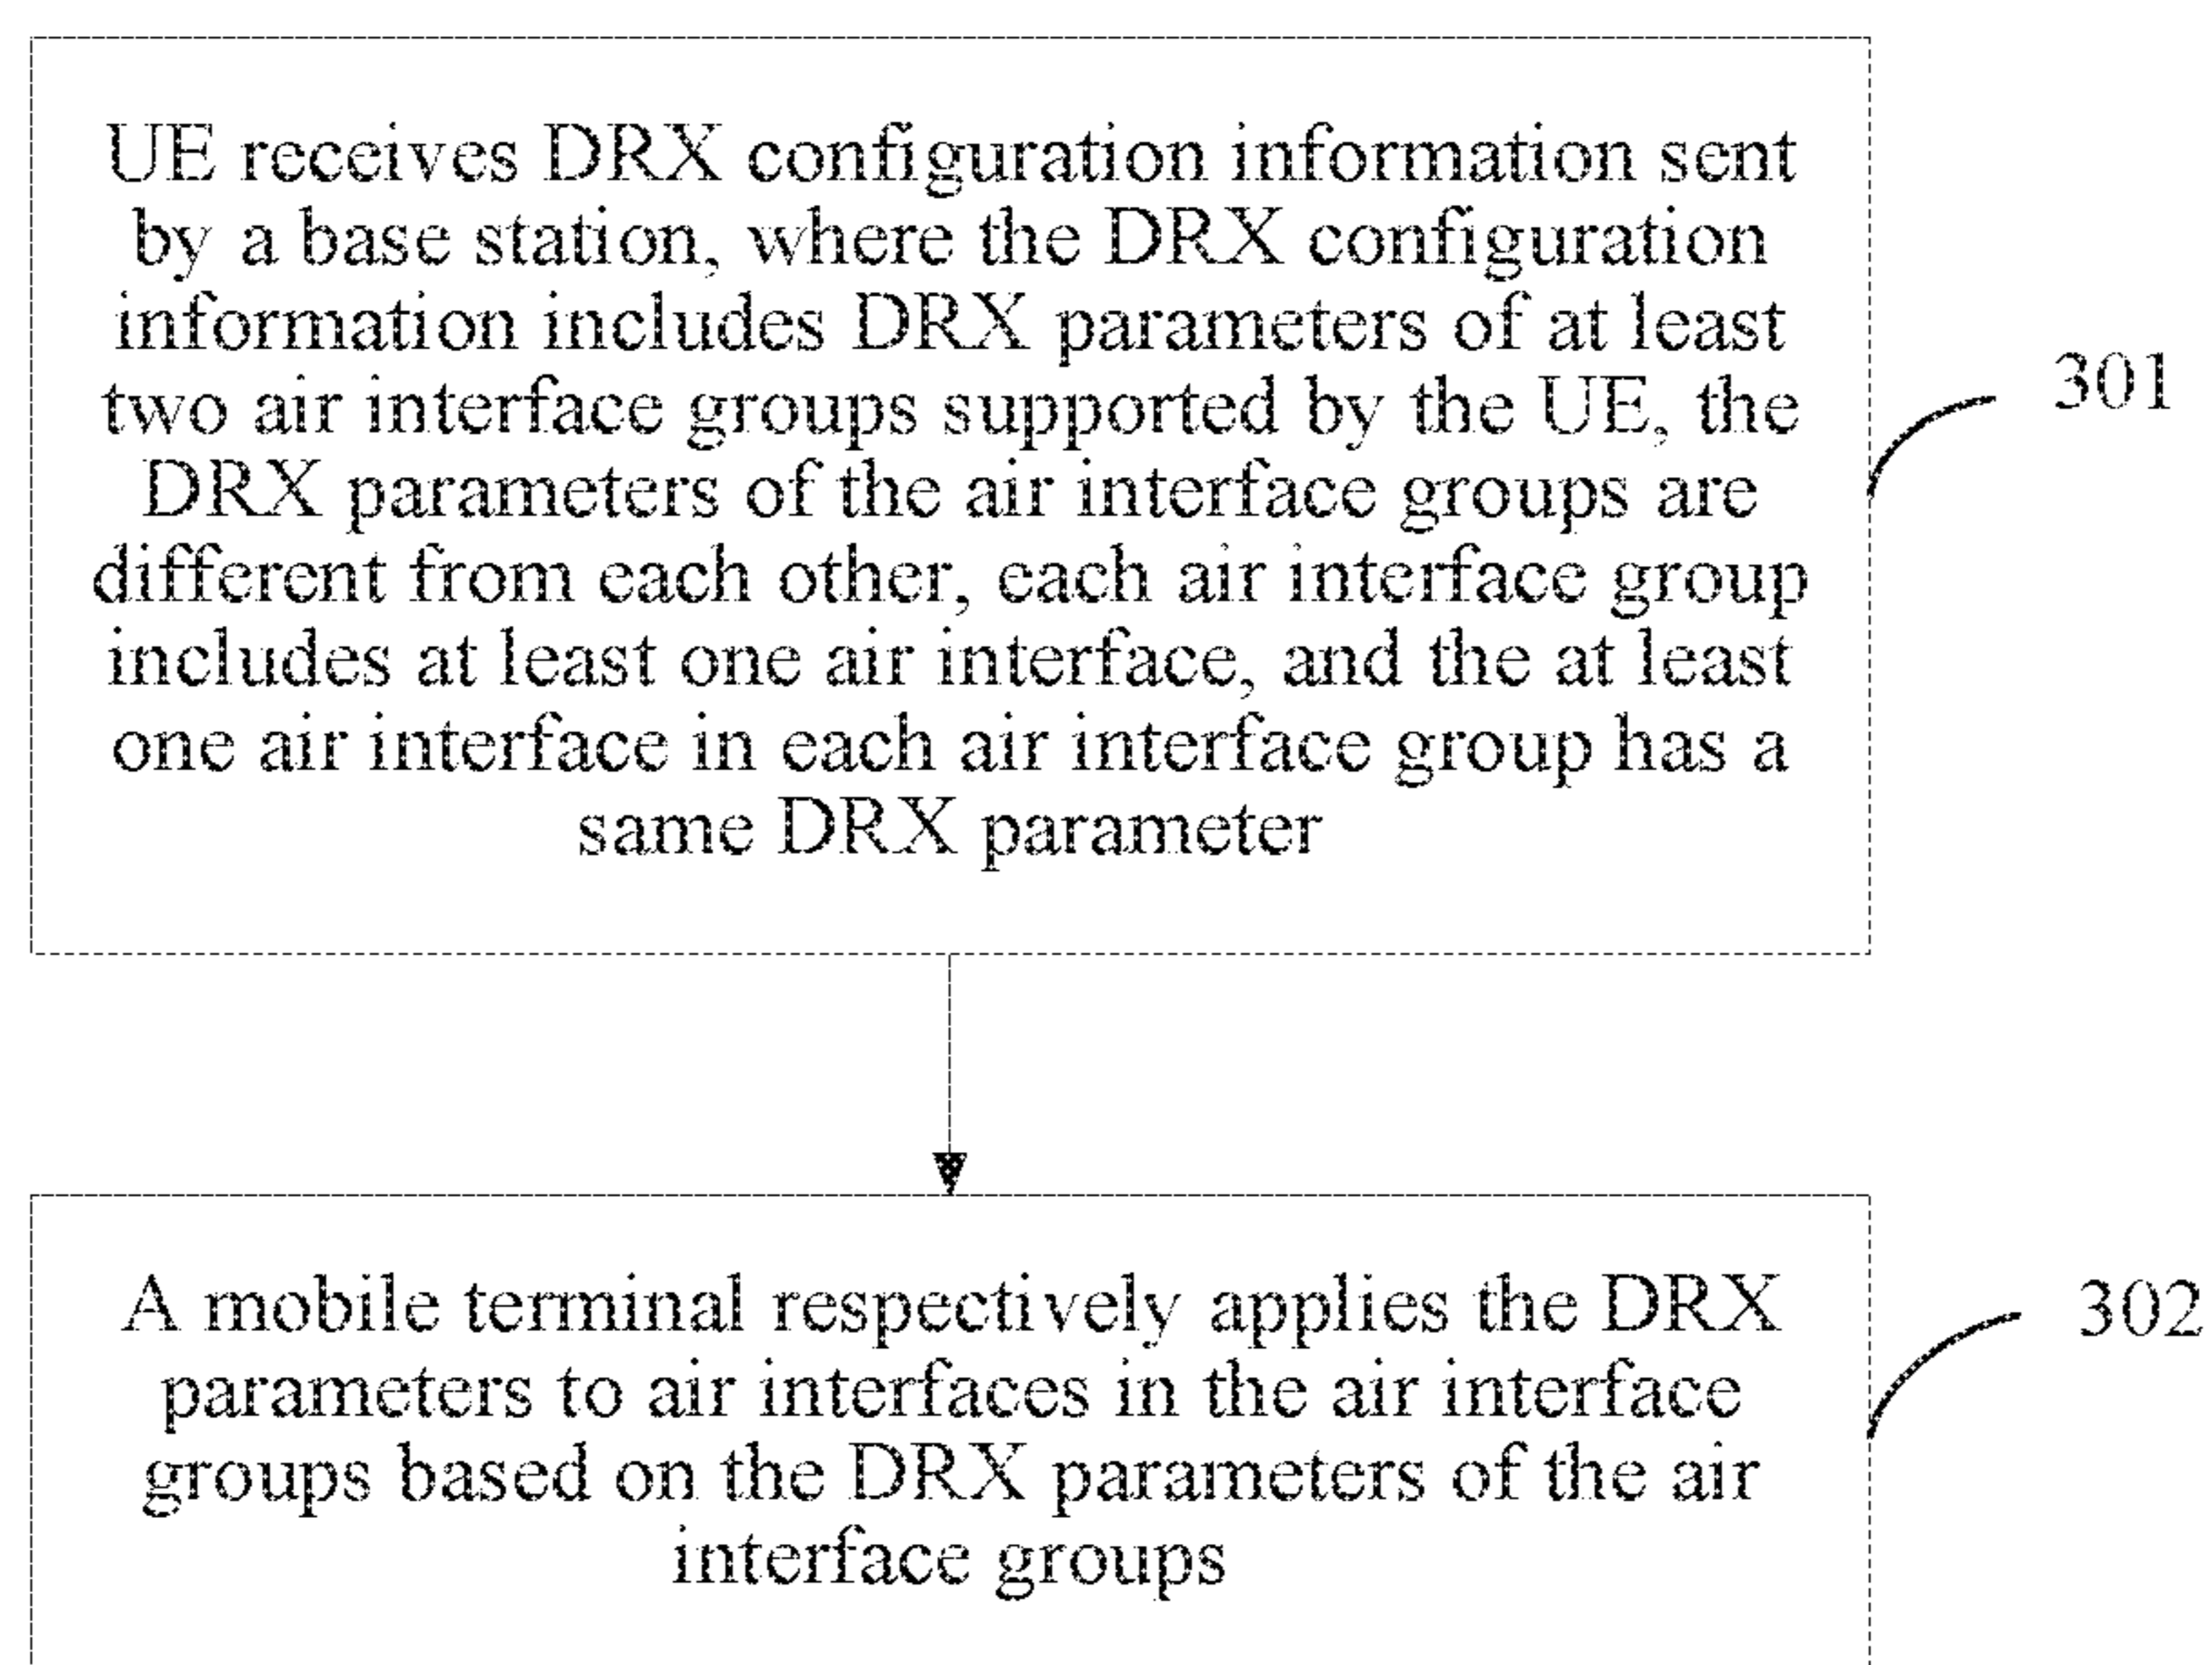 UE receives DRX configuration information sent
by a base station, where the DRX configuration
information includes DRX parameters of at least
two air interface groups supported by the UE, the
DRX parameters of the air interface groups are
different from each other, each air interface group
includes at least one air interface, and the at least
one air interface in each air interface group has a
same DRX parameter
301
A mobile terminal respectively applies the DRX
parameters to air interfaces in the air interface
groups based on the DRX parameters of the air
interface groups
302